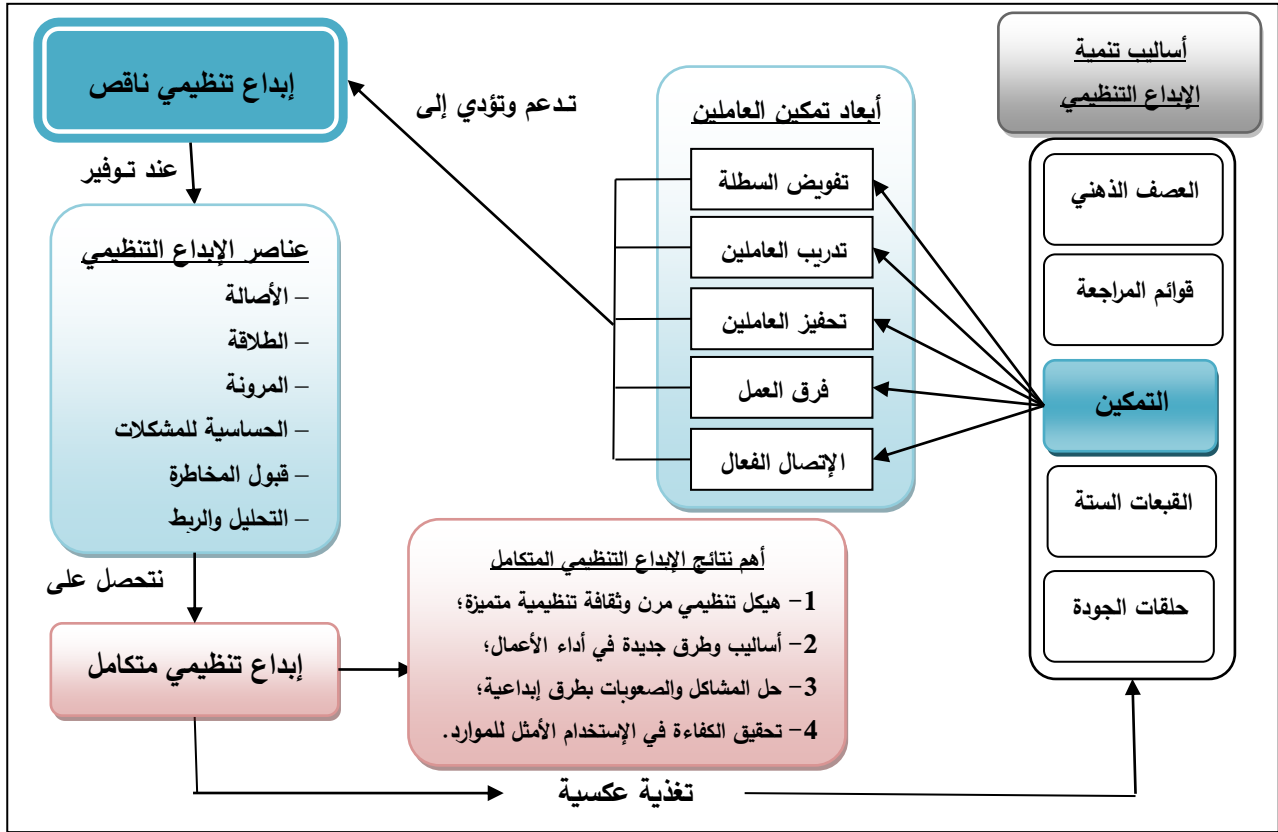 أساليب تنمية
الإبداع التنظيمي
العصف الذهني
قوائم المراجعة
التمكين
القبعات الستة
حلقات الجودة
أبعاد تمكين العاملين
تفويض السطلة
تدريب العاملين
تحفيز العاملين
فرق العمل
الإتصال الفعال
تـدعم وتؤدي إلى
إبداع تنظيمي ناقص
عند تـوفير
عناصر الإبداع التنظيمي
– الأصالة
– الطلاقة
– المرونة
– الحساسية للمشكلات
– قبول المخاطرة
– التحليل والربط
نتحصل على
إبداع تنظيمي متكامل
أهم نتائج الإبداع التنظيمي المتكامل
1– هيكل تنظيمي مرن وثقافة تنظيمية متميزة؛
2– أساليب وطرق جديدة في أداء الأعمال؛
3– حل المشاكل والصعوبات بطرق إبداعية؛
4– تحقيق الكفاءة في الإستخدام الأمثل للموارد.
تغذية عكسية